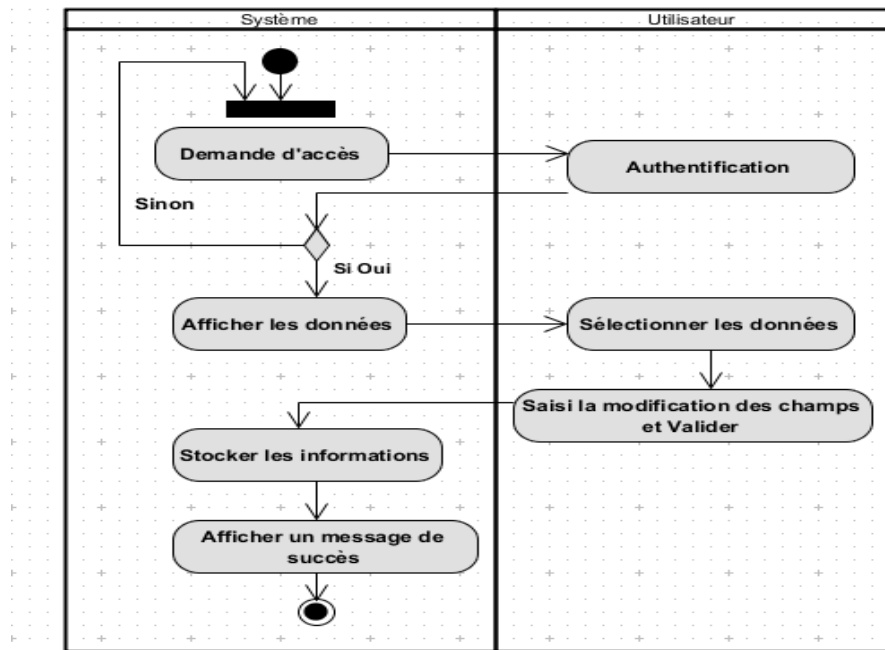 Système
Utilisateur
Demande d'accès
Authentification
Sinon
Si Oui
Afficher les données
Sélectionner les données
Saisi la modification des champs
et Valider
Stocker les informations
Afficher un message de
succès